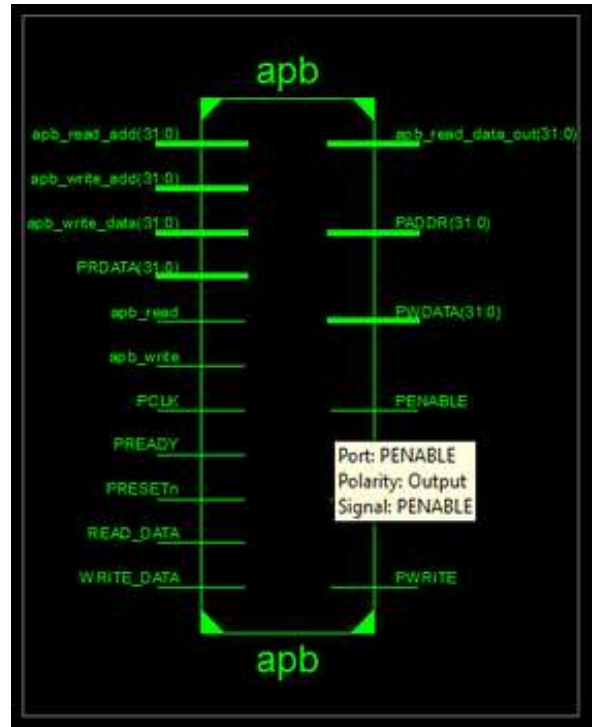 apb
apb_read_add(31:0)
apb_read_data_out(31:0)
apb_write_add(31:0)
apb_write_data(31:0)
PADDR(31:0)
PRDATA(31:0)
apb_read
PWDATA(31:0)
apb_write
PCLK
PENABLE
PREADY
Port: PENABLE
Polarity: Output
Signal: PENABLE
PRESETn
READ_DATA
WRITE_DATA
PWRITE
apb